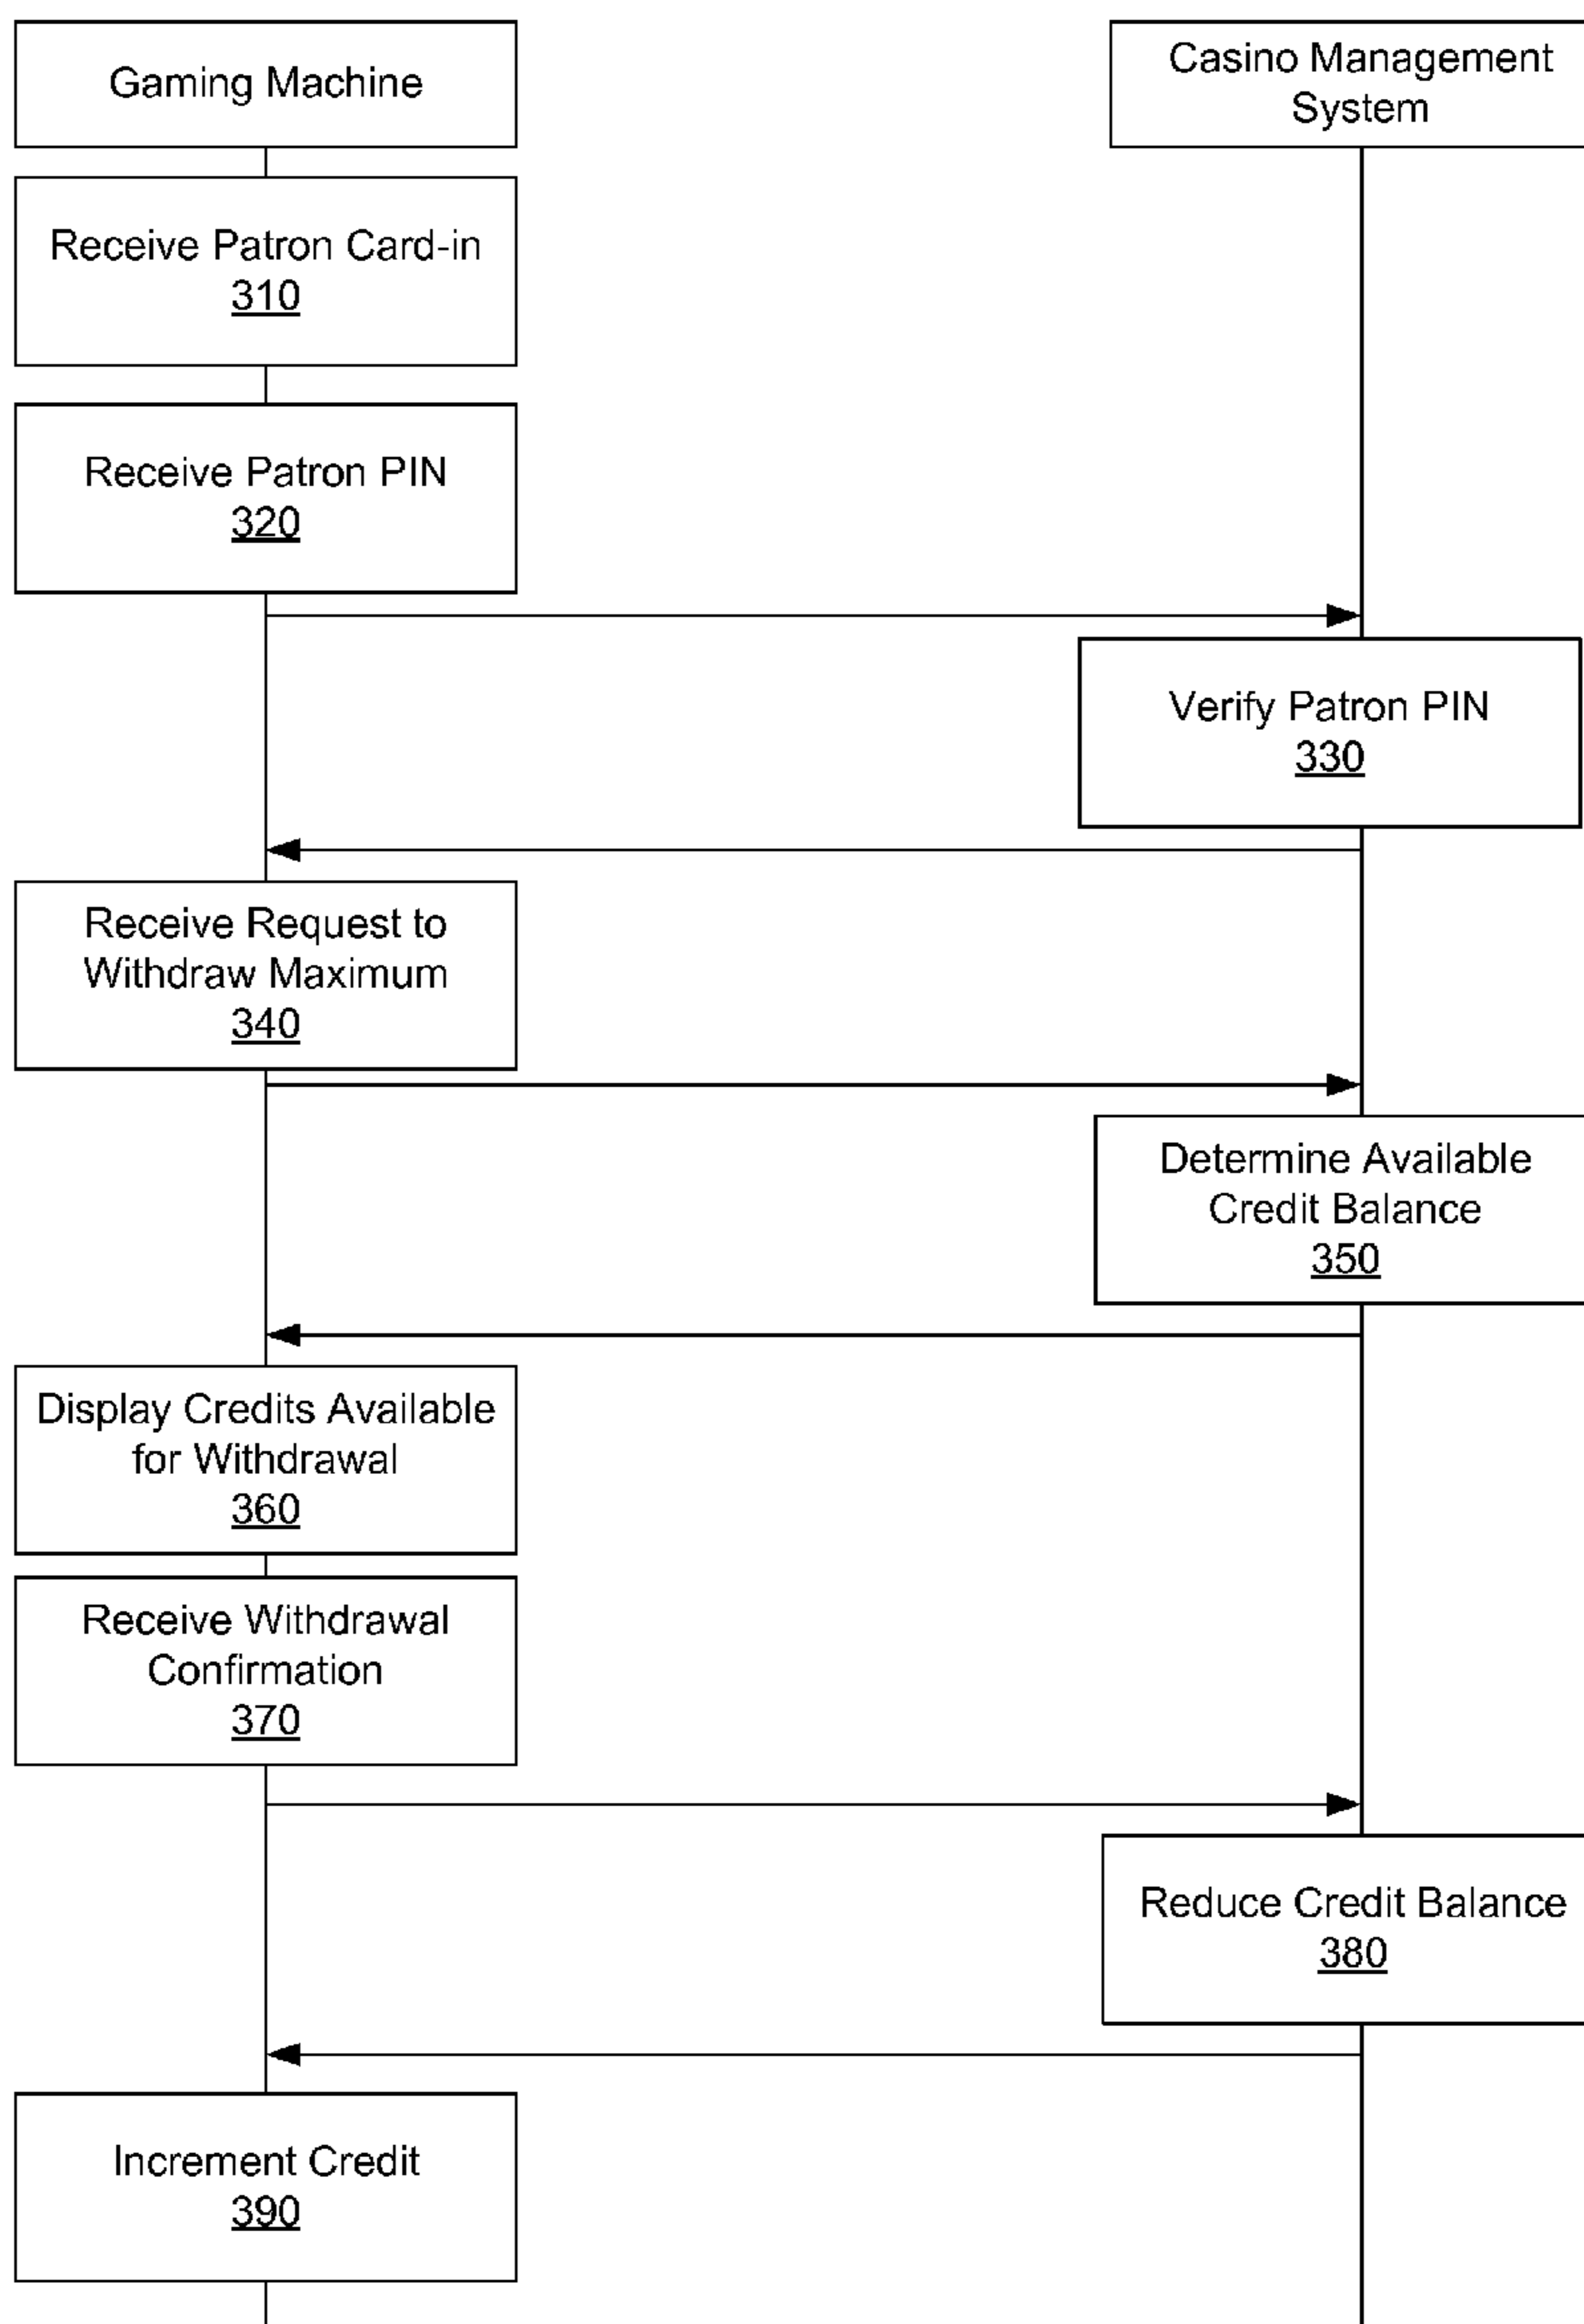 Gaming Machine
Casino Management
System
Receive Patron Card-in
310
Receive Patron PIN
320
Verify Patron PIN
330
Receive Request to
Withdraw Maximum
340
Determine Available
Credit Balance
350
Display Credits Available
for Withdrawal
360
Receive Withdrawal
Confirmation
370
Reduce Credit Balance
380
Increment Credit
390